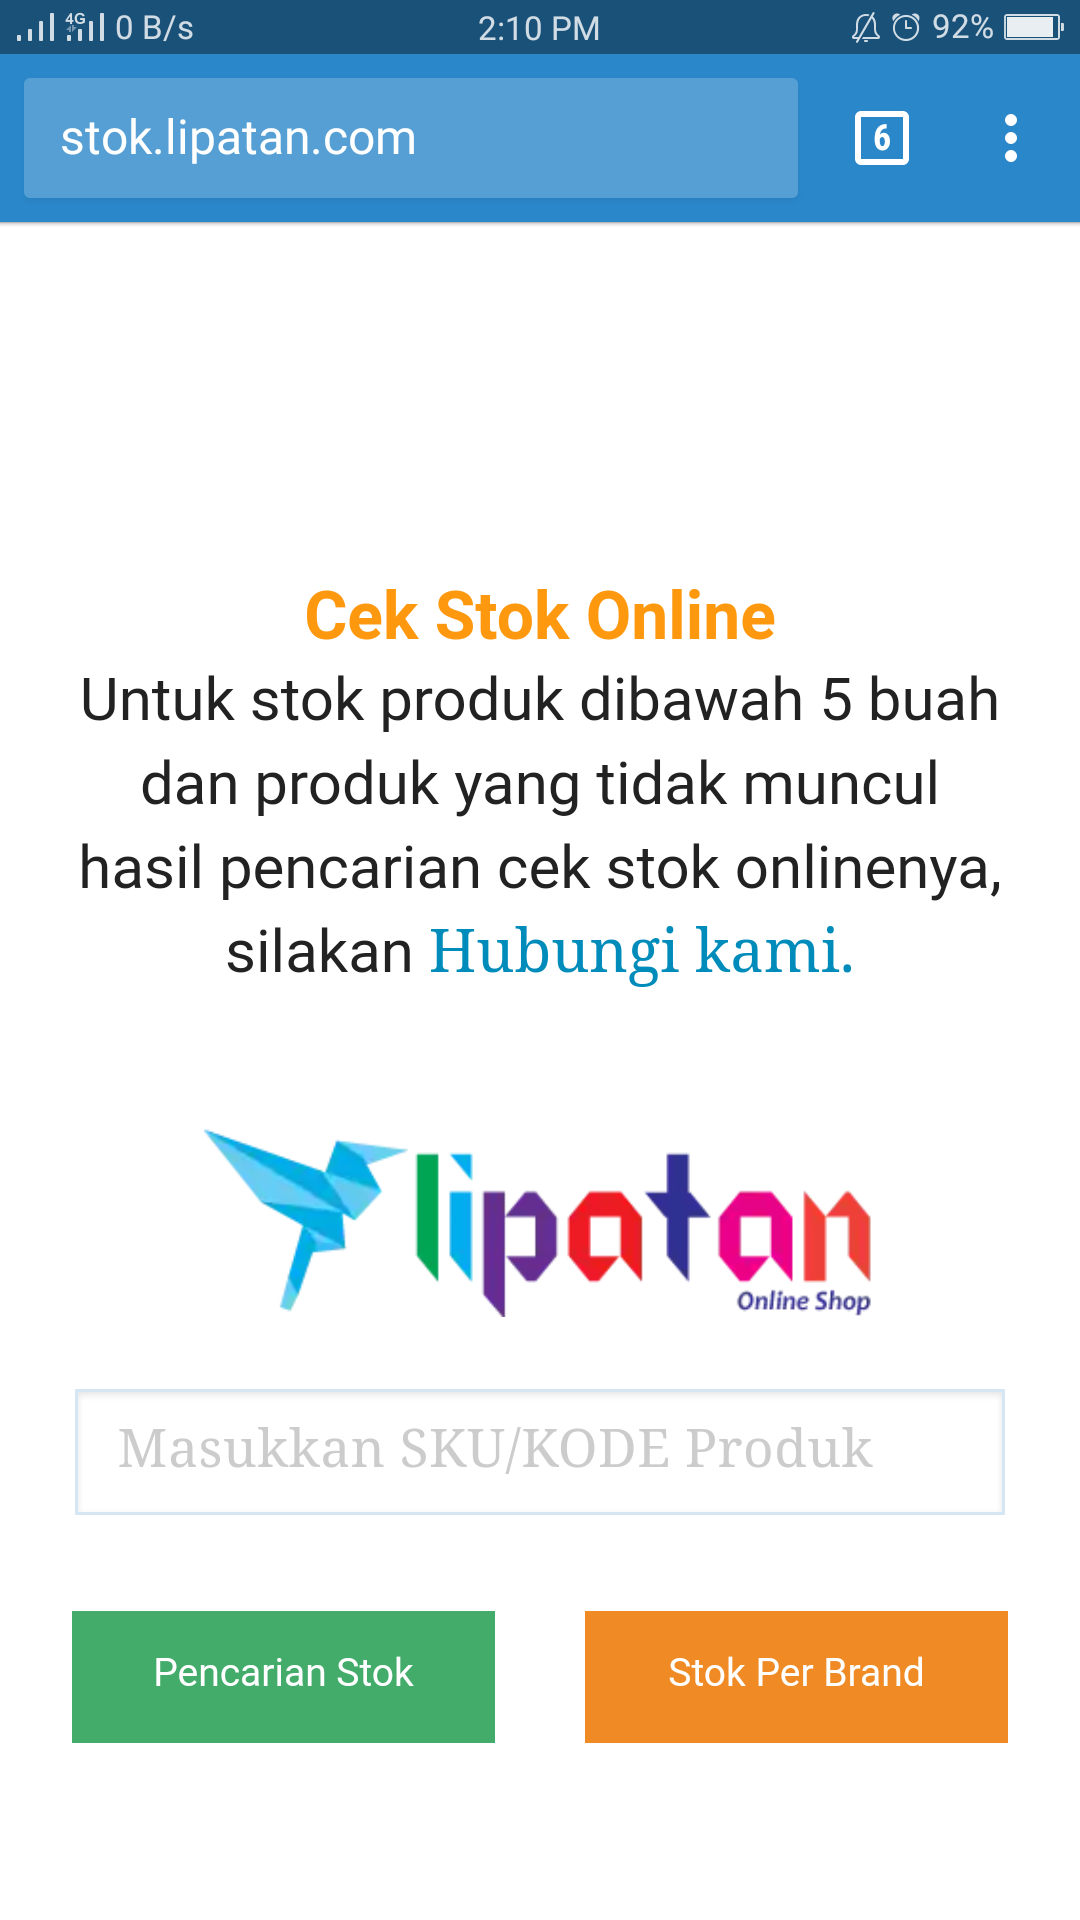 4G 0 B/s 2:10 PM 92%
stok.lipatan.com 6
Cek Stok Online
Untuk stok produk dibawah 5 buah
dan produk yang tidak muncul
hasil pencarian cek stok onlinenya,
silakan Hubungi kami.
lipatan
Online Shop
Masukkan SKU/KODE Produk
Pencarian Stok
Stok Per Brand